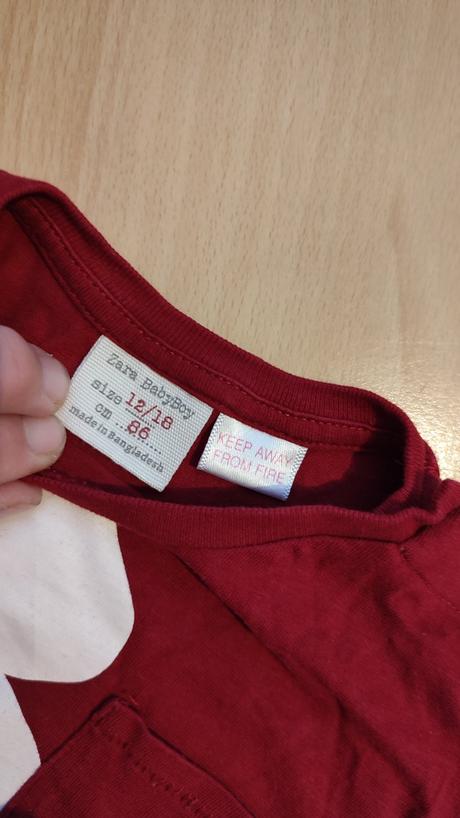 Zara BabyBoy
size 12/18
cm 86
made in Bangladesh
KEEP AWAY
FROM FIRE